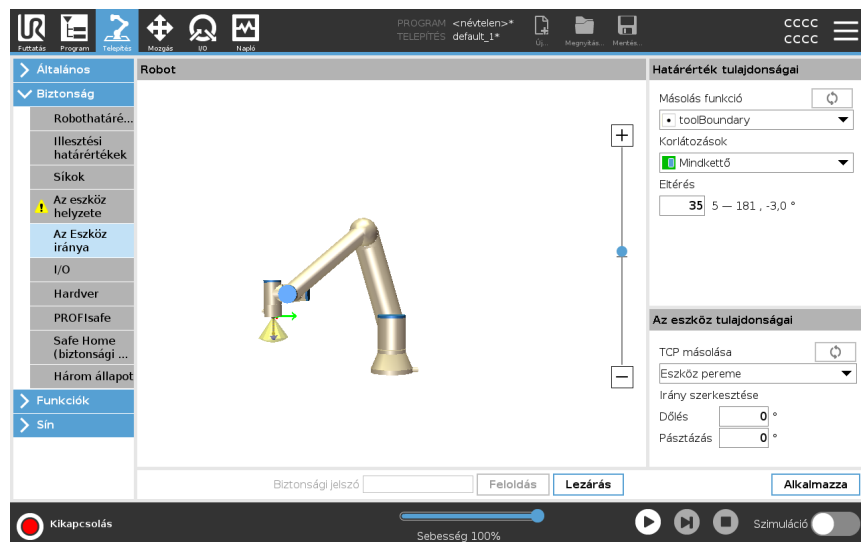 PROGRAM <névtelen>*
TELEPÍTÉS default_1*
Futtatás
Program
Telepítés
Mozgás
I/O
Napló
Új...
Megnyitás...
Mentés...
cccc
cccc
Általános
Biztonság
Robothatáré...
Illesztési
határértékek
Síkok
Az eszköz
helyzete
Az Eszköz
iránya
I/O
Hardver
PROFIsafe
Safe Home
(biztonsági ...
Három állapot
Funkciók
Sín
Robot
Biztonsági jelszó
Feloldás
Lezárás
Határérték tulajdonságai
Másolás funkció
toolBoundary
Korlátozások
Mindkettő
Eltérés
35 5 — 181 , -3,0 °
Az eszköz tulajdonságai
TCP másolása
Eszköz pereme
Irány szerkesztése
Dőlés 0 °
Pásztázás 0 °
Alkalmazza
Kikapcsolás
Sebesség 100%
Szimuláció